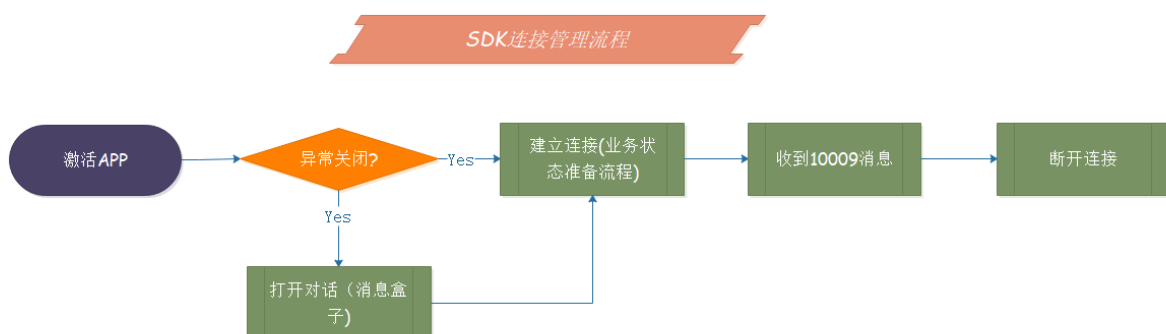 SDK连接管理流程
激活APP
异常关闭?
Yes
建立连接(业务状
态准备流程)
收到10009消息
断开连接
Yes
打开对话（消息盒
子)